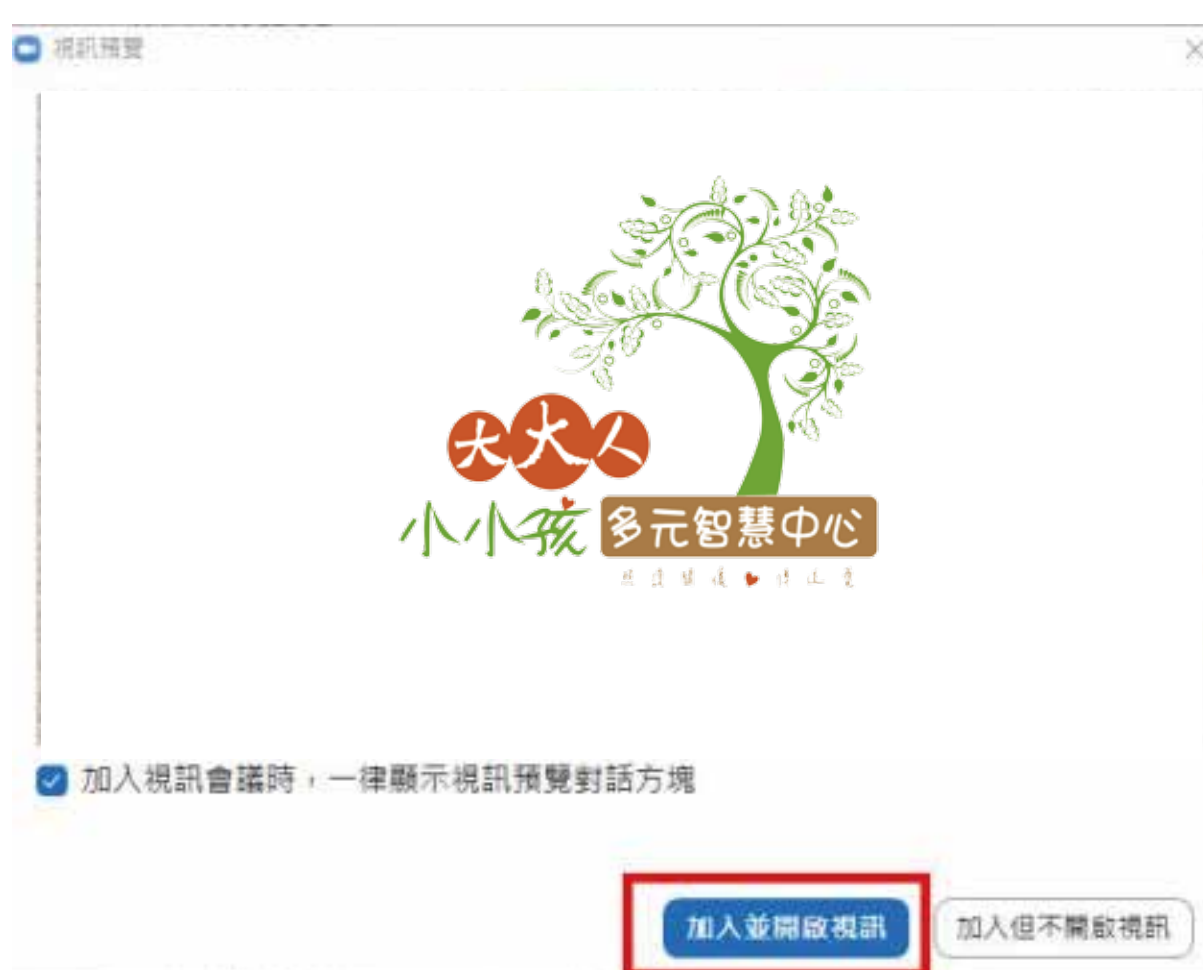 視訊預覽
大大人
小小孩 多元智慧中心
加入視訊會議時，一律顯示視訊預覽對話方塊
加入並開啟視訊 加入但不開啟視訊